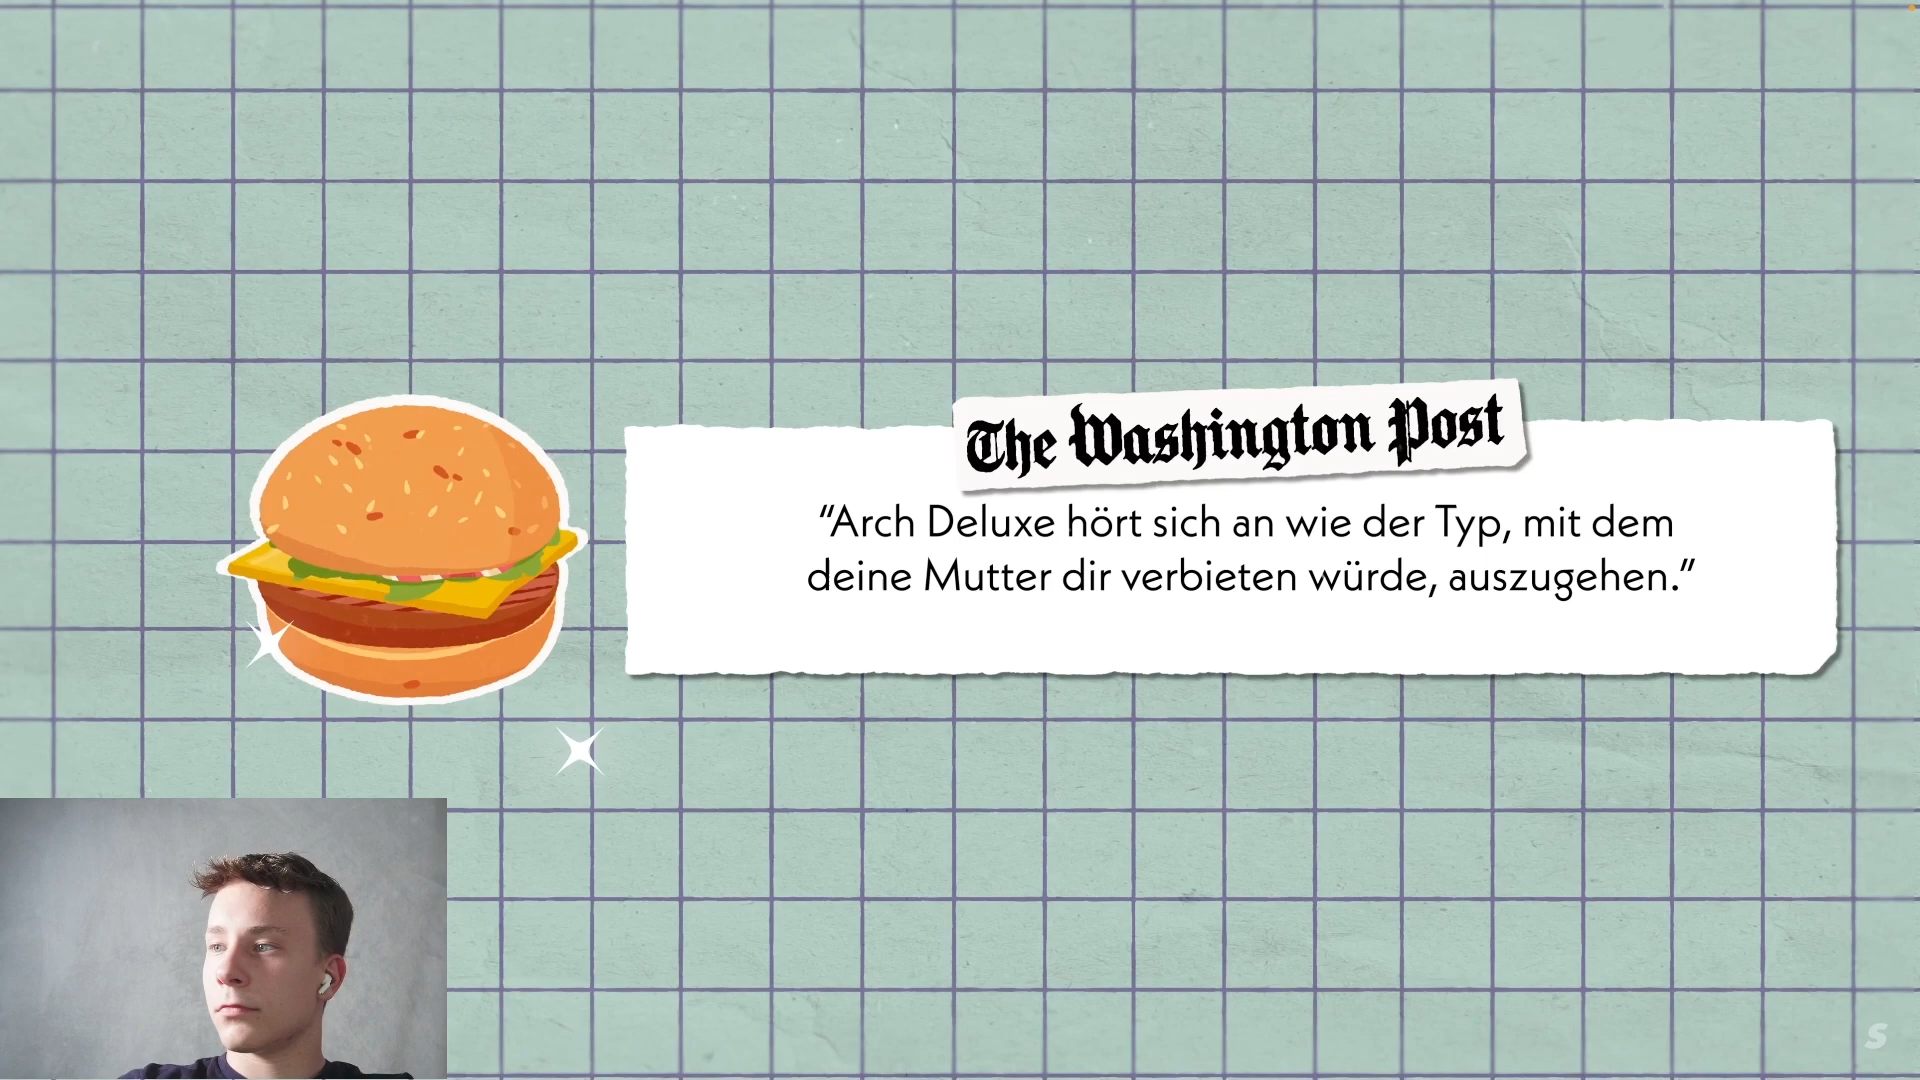 The Washington Post
“Arch Deluxe hört sich an wie der Typ, mit dem
deine Mutter dir verbieten würde, auszugehen.”
S